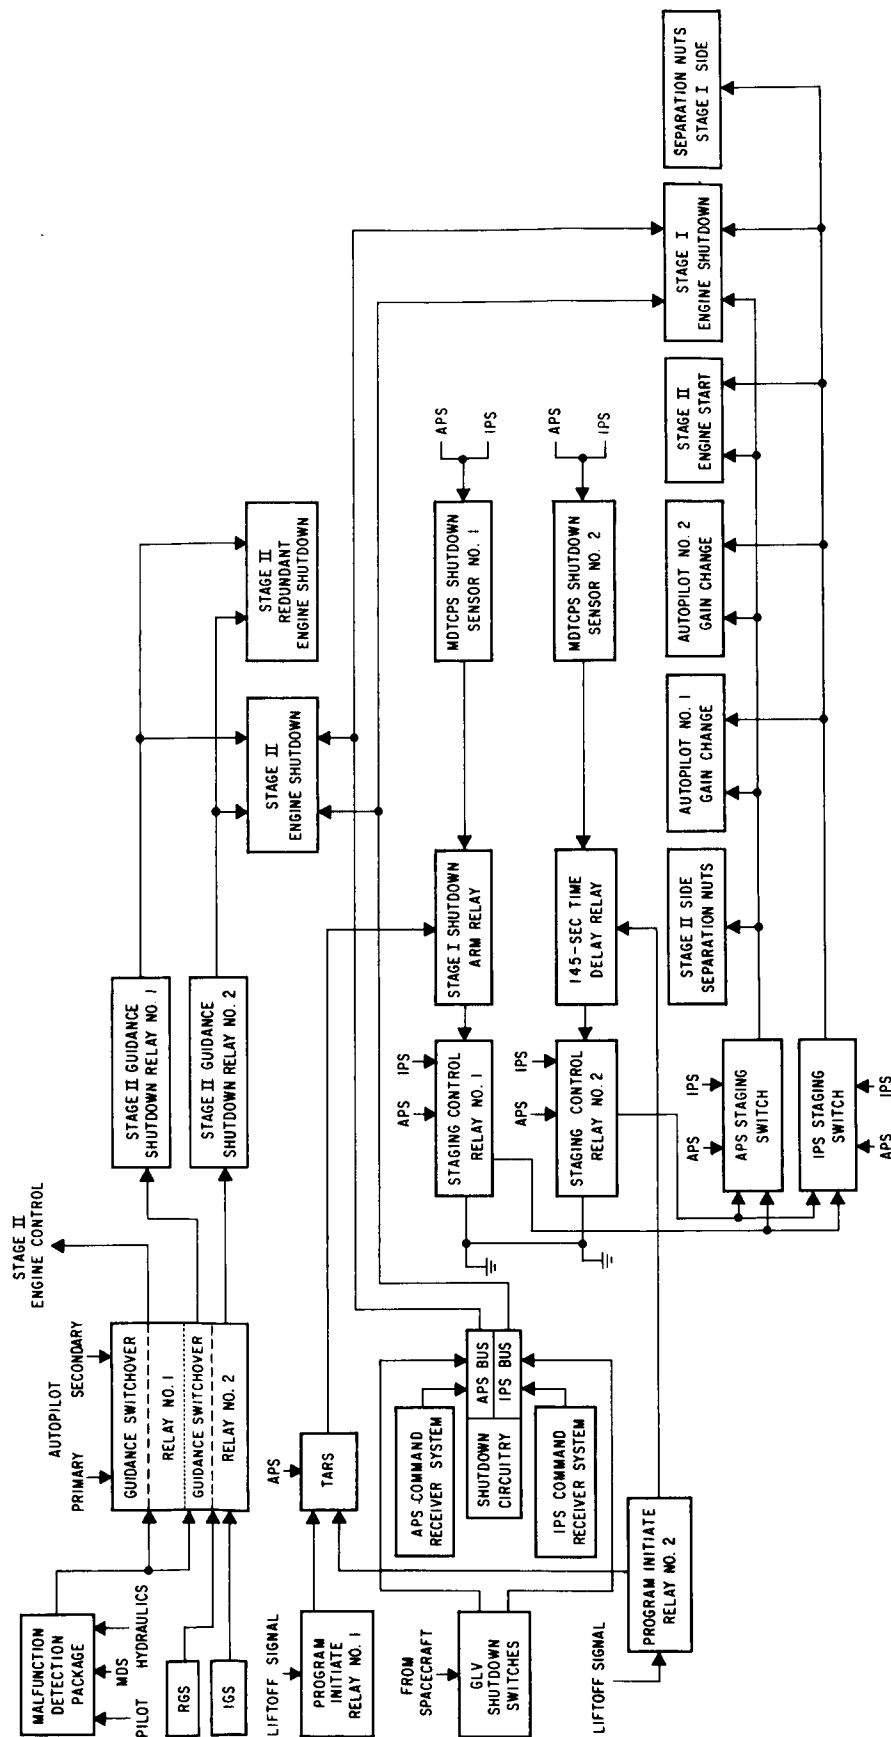 MALFUNCTION
DETECTION
PACKAGE
PILOT
MDS
HYDRAULICS
RGS
IGS
PRIMARY
AUTOPILOT
SECONDARY
GUIDANCE SWITCHOVER
RELAY NO. 1
GUIDANCE SWITCHOVER
RELAY NO. 2
STAGE II
ENGINE CONTROL
STAGE II GUIDANCE
SHUTDOWN RELAY NO. 1
STAGE II GUIDANCE
SHUTDOWN RELAY NO. 2
STAGE II
ENGINE SHUTDOWN
STAGE II
REDUNDANT
ENGINE SHUTDOWN
LIFTOFF SIGNAL
PROGRAM
INITIATE
RELAY NO. 1
APS
TARS
FROM
SPACECRAFT
GLV
SHUTDOWN
SWITCHES
APS COMMAND
RECEIVER SYSTEM
SHUTDOWN
CIRCUITRY
APS BUS
IPS BUS
IPS COMMAND
RECEIVER SYSTEM
LIFTOFF SIGNAL
PROGRAM INITIATE
RELAY NO. 2
APS
IPS
STAGING CONTROL
RELAY NO. 1
STAGE I SHUTDOWN
ARM RELAY
MDTCPS SHUTDOWN
SENSOR NO. 1
APS
IPS
APS
IPS
STAGING CONTROL
RELAY NO. 2
145-SEC TIME
DELAY RELAY
MDTCPS SHUTDOWN
SENSOR NO. 2
APS
IPS
APS
IPS
APS STAGING
SWITCH
IPS STAGING
SWITCH
APS
IPS
STAGE II SIDE
SEPARATION NUTS
AUTOPILOT NO. 1
GAIN CHANGE
AUTOPILOT NO. 2
GAIN CHANGE
STAGE II
ENGINE START
STAGE I
ENGINE SHUTDOWN
SEPARATION NUTS
STAGE I SIDE